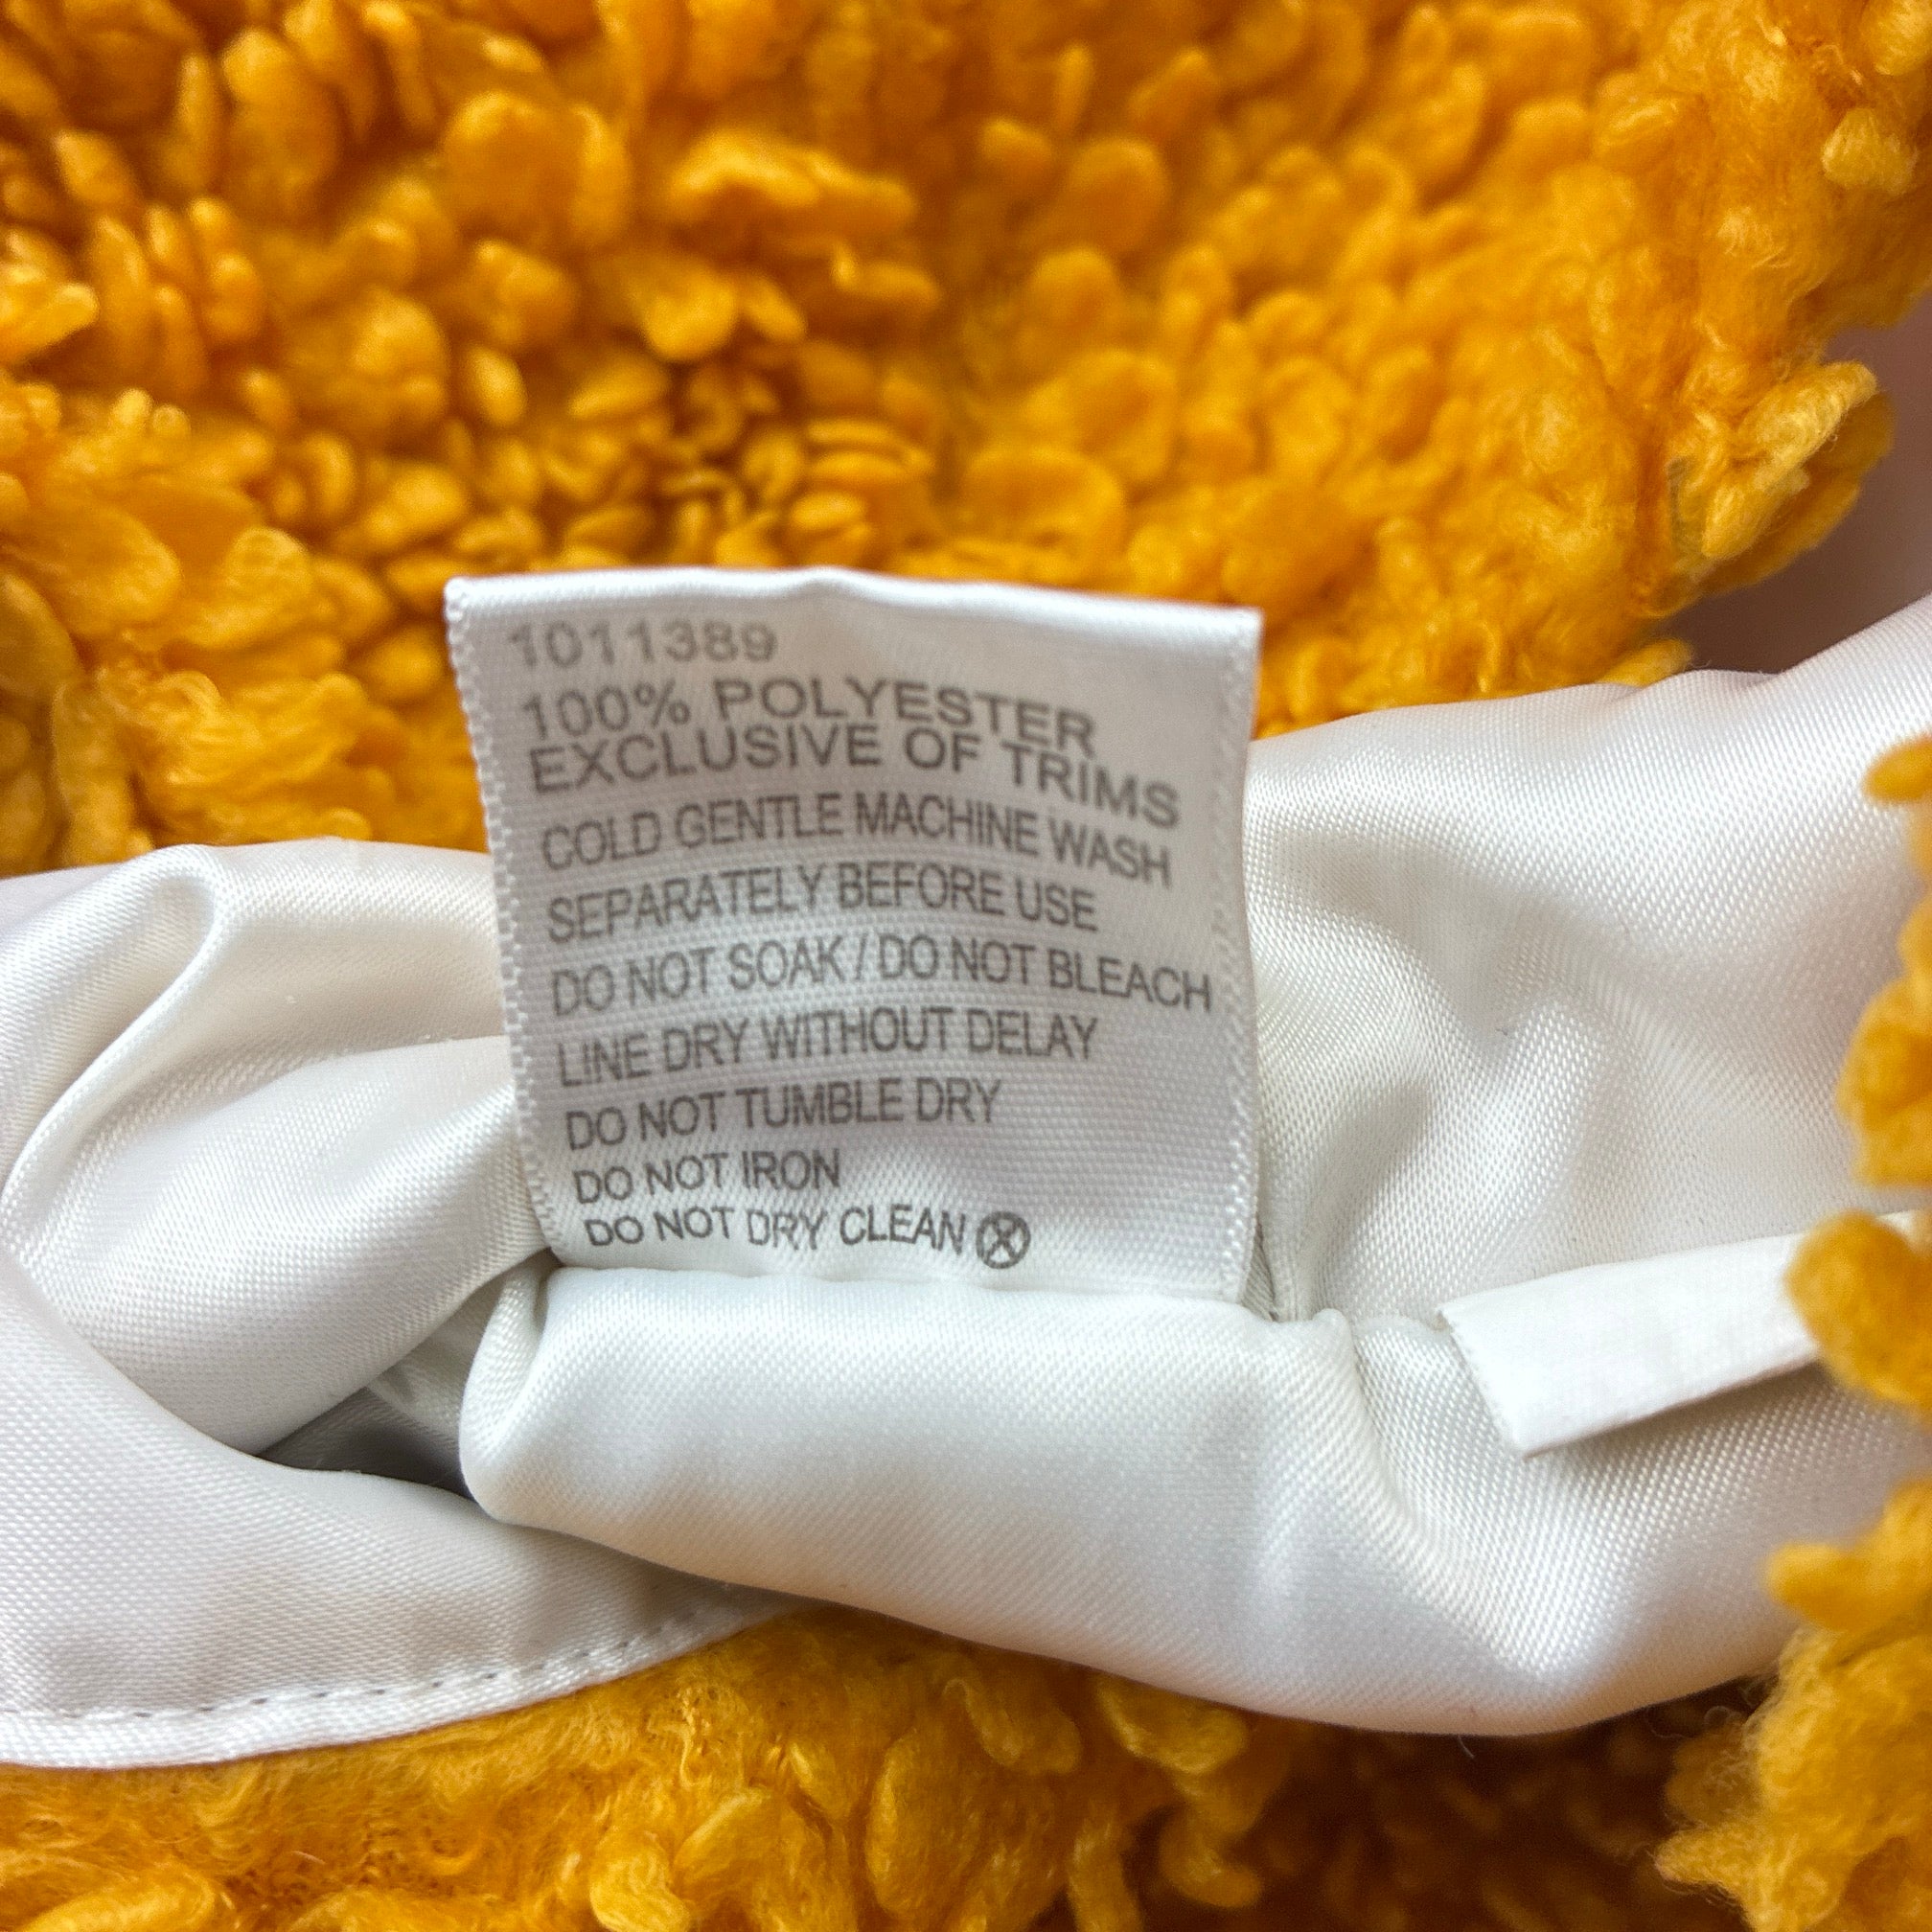 1011389
100% POLYESTER
EXCLUSIVE OF TRIMS
COLD GENTLE MACHINE WASH
SEPARATELY BEFORE USE
DO NOT SOAK / DO NOT BLEACH
LINE DRY WITHOUT DELAY
DO NOT TUMBLE DRY
DO NOT IRON
DO NOT DRY CLEAN